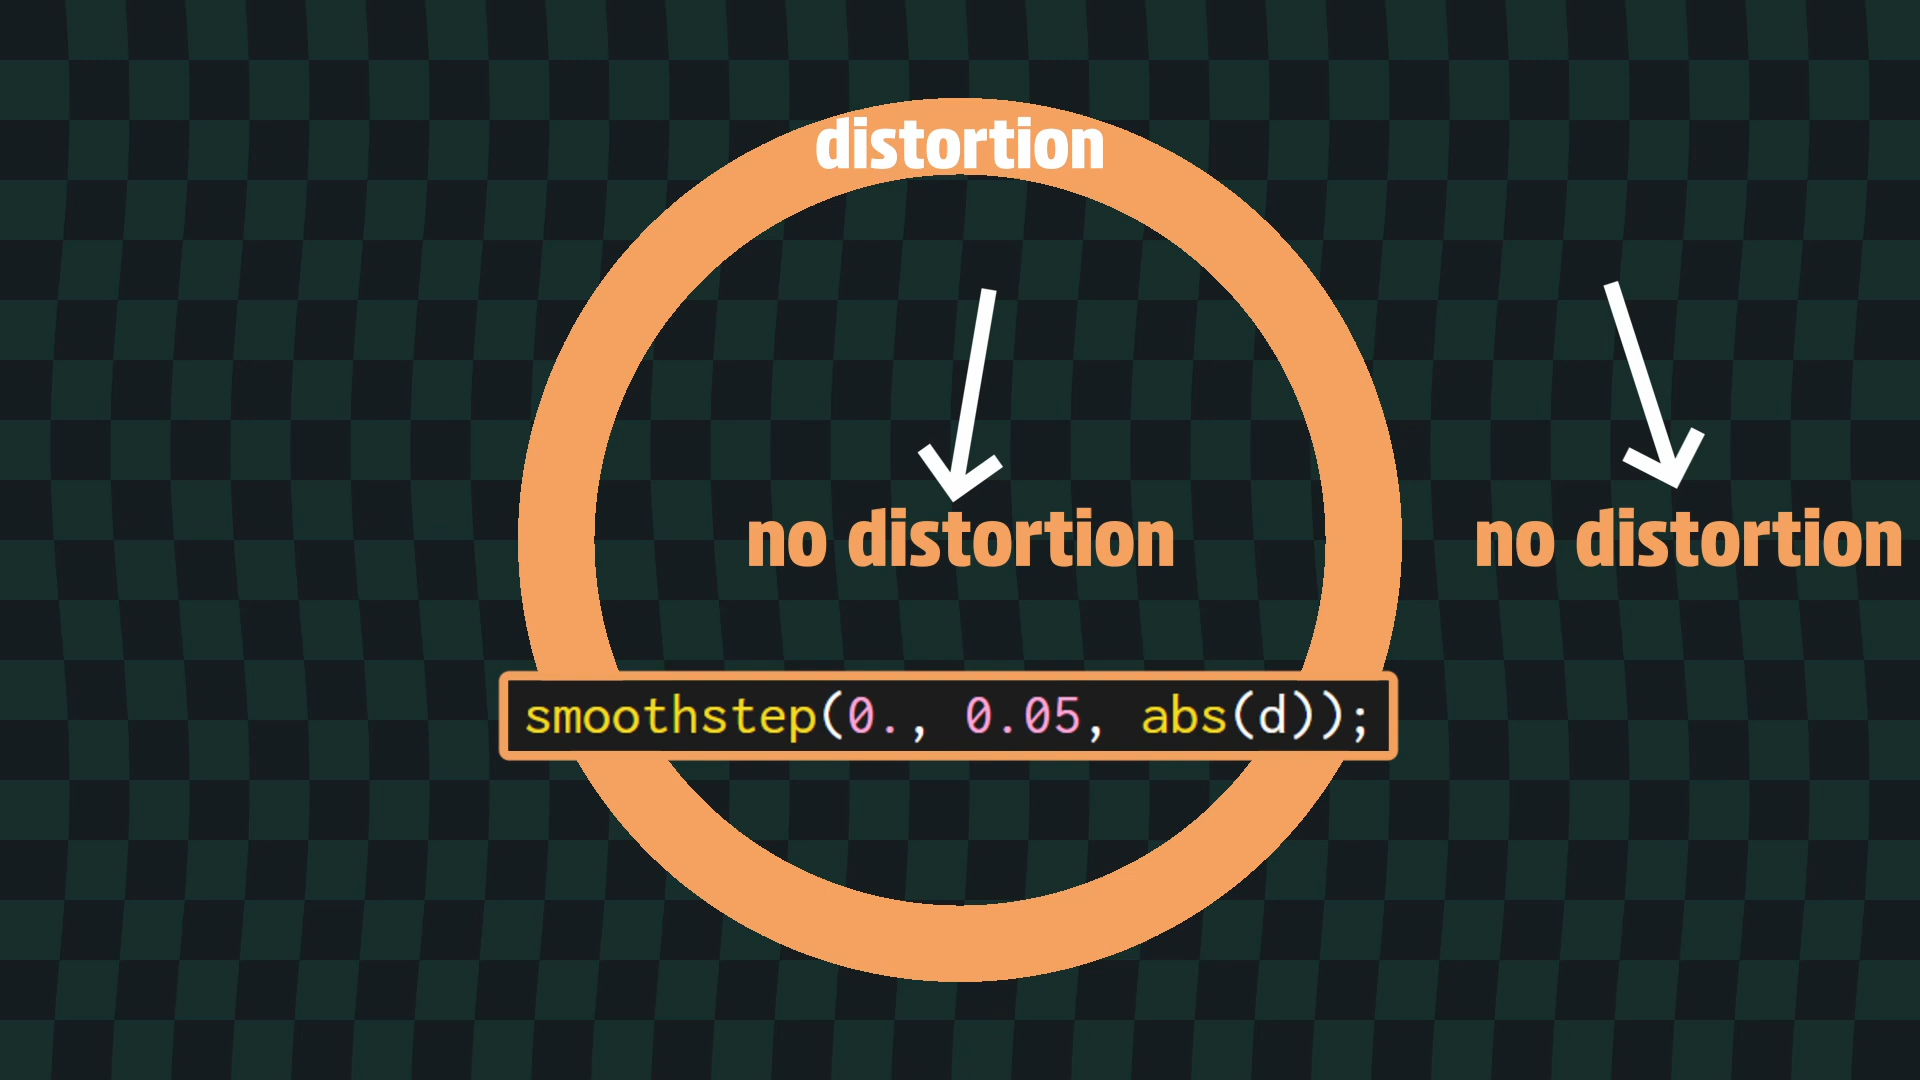 distortion
no distortion
no distortion
smoothstep(0., 0.05, abs(d));